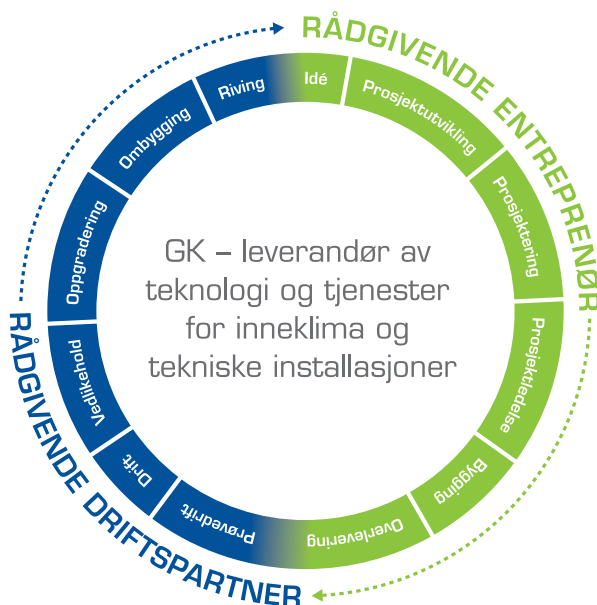 RÅDGIVENDE ENTREPRENØR
Idé
Prosjektutvikling
Prosjektering
Prosjektledelse
Bygging
Overlevering
Prøvedrift
Drift
Vedlikehold
Oppgradering
Ombygging
Riving
RÅDGIVENDE DRIFTSPARTNER
GK – leverandør av
teknologi og tjenester
for inneklima og
tekniske installasjoner